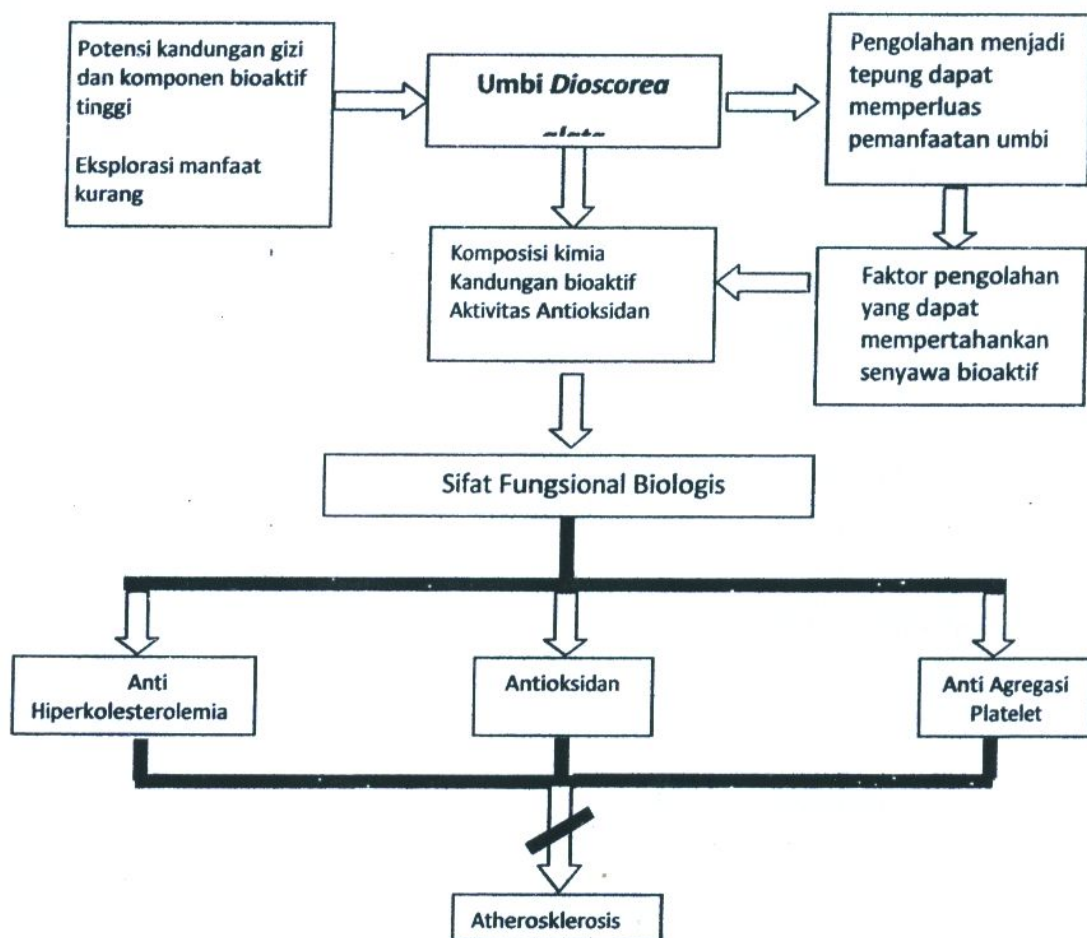 Potensi kandungan gizi
dan komponen bioaktif
tinggi
Eksplorasi manfaat
kurang
Umbi Dioscorea
Pengolahan menjadi
tepung dapat
memperluas
pemanfaatan umbi
Komposisi kimia
Kandungan bioaktif
Aktivitas Antioksidan
Faktor pengolahan
yang dapat
mempertahankan
senyawa bioaktif
Sifat Fungsional Biologis
Anti
Hiperkolesterolemia
Antioksidan
Anti Agregasi
Platelet
Atherosklerosis